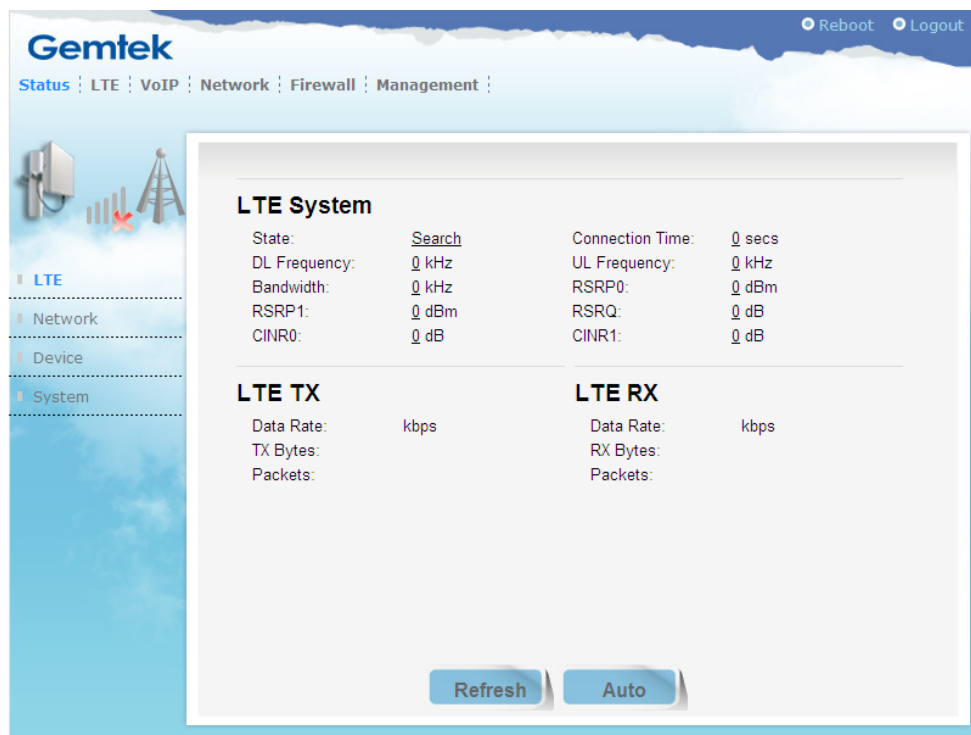 Reboot Logout
Gemtek
Status LTE VoIP Network Firewall Management
LTE
Network
Device
System
LTE System
State: Search Connection Time: 0 secs
DL Frequency: 0 kHz UL Frequency: 0 kHz
Bandwidth: 0 kHz RSRP0: 0 dBm
RSRP1: 0 dBm RSRQ: 0 dB
CINR0: 0 dB CINR1: 0 dB
LTE TX LTE RX
Data Rate: kbps Data Rate: kbps
TX Bytes: RX Bytes:
Packets: Packets:
Refresh Auto